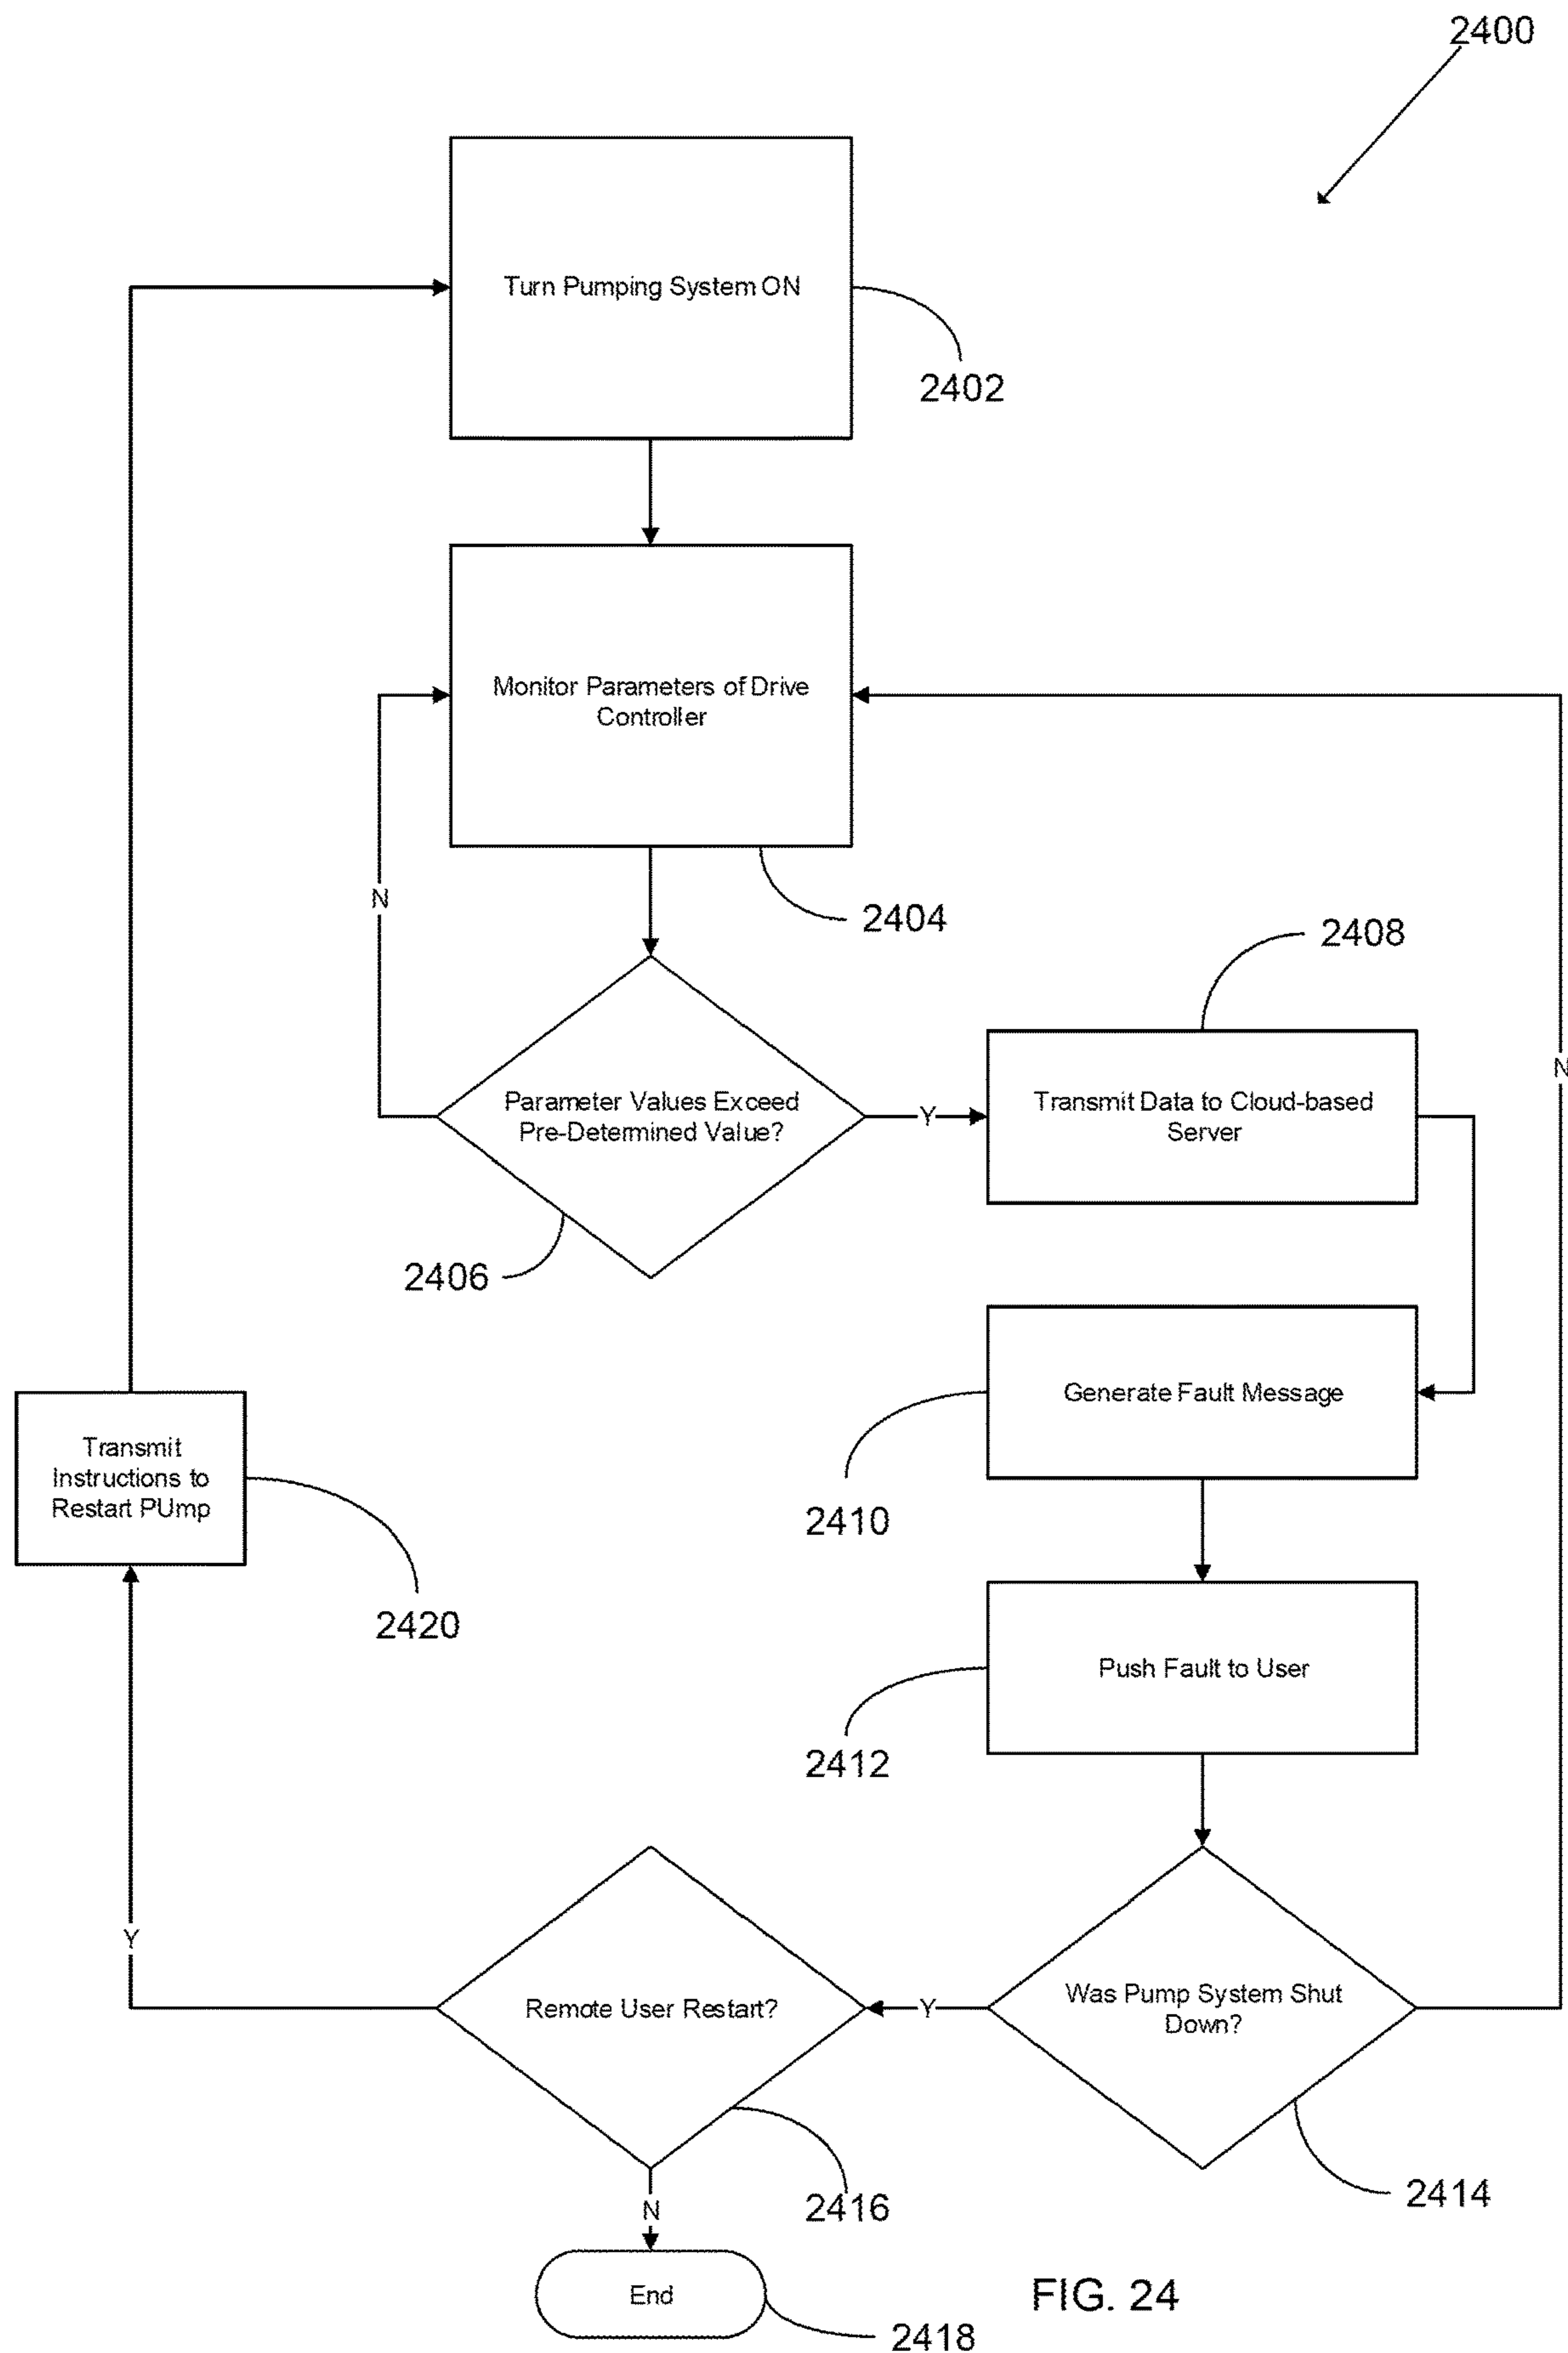 2400
Turn Pumping System ON
2402
Monitor Parameters of Drive
Controller
N
2404
2408
Parameter Values Exceed
Pre-Determined Value?
Y
Transmit Data to Cloud-based
Server
N
2406
Generate Fault Message
2410
Transmit
Instructions to
Restart PUmp
2420
Push Fault to User
2412
Y
Remote User Restart?
Y
Was Pump System Shut
Down?
2416
2414
N
End
2418
FIG. 24